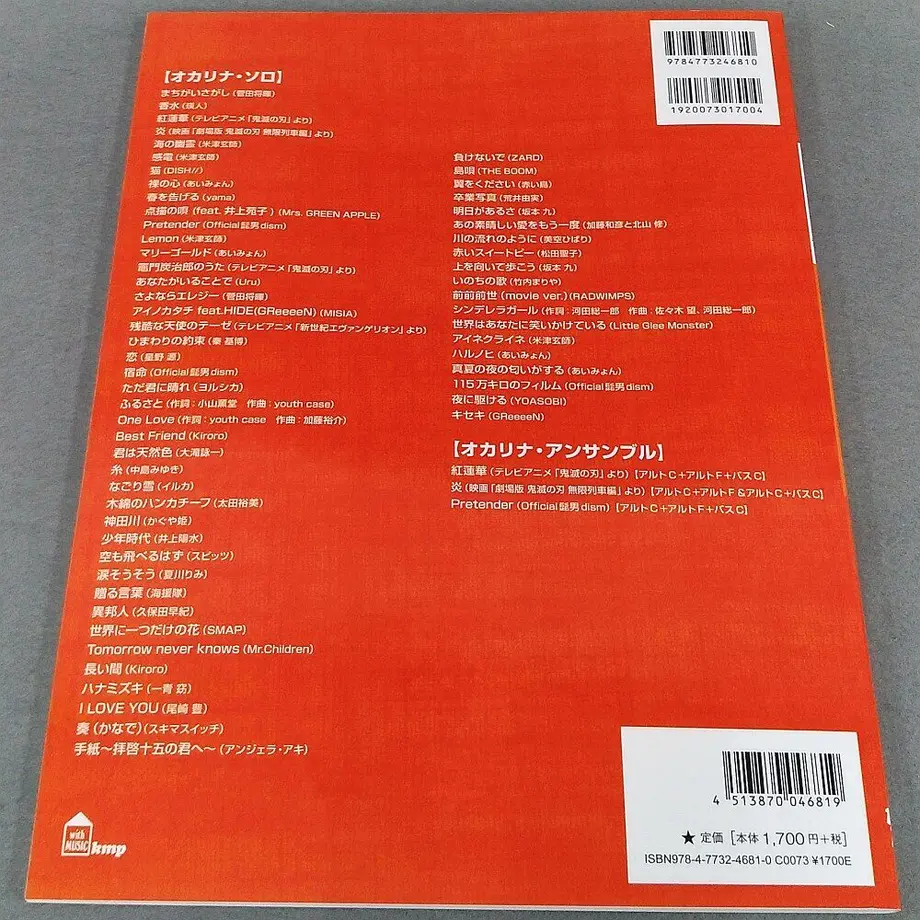 9784773246810
1920073017004
【オカリナ・ソロ】
まちがいさがし(菅田将暉)
香水(瑛人)
紅蓮華(テレビアニメ「鬼滅の刃」より)
炎(映画「劇場版 鬼滅の刃 無限列車編」より)
海の幽霊(米津玄師)
感電(米津玄師)
猫(DISH//)
裸の心(あいみょん)
春を告げる(yama)
点描の唄(feat. 井上苑子)(Mrs. GREEN APPLE)
Pretender(Official髭男dism)
Lemon(米津玄師)
マリーゴールド(あいみょん)
竈門炭治郎のうた(テレビアニメ「鬼滅の刃」より)
あなたがいることで(Uru)
さよならエレジー(菅田将暉)
アイノカタチ feat.HIDE(GReeeeN)(MISIA)
残酷な天使のテーゼ(テレビアニメ「新世紀エヴァンゲリオン」より)
ひまわりの約束(秦 基博)
恋(星野 源)
宿命(Official髭男dism)
ただ君に晴れ(ヨルシカ)
ふるさと(作詞:小山薫堂 作曲:youth case)
One Love(作詞:youth case 作曲:加藤裕介)
Best Friend(Kiroro)
君は天然色(大滝詠一)
糸(中島みゆき)
なごり雪(イルカ)
木綿のハンカチーフ(太田裕美)
神田川(かぐや姫)
少年時代(井上陽水)
空も飛べるはず(スピッツ)
涙そうそう(夏川りみ)
贈る言葉(海援隊)
異邦人(久保田早紀)
世界に一つだけの花(SMAP)
Tomorrow never knows(Mr.Children)
長い間(Kiroro)
ハナミズキ(一青 窈)
I LOVE YOU(尾崎 豊)
奏(かなで)(スキマスイッチ)
手紙～拝啓十五の君へ～(アンジェラ・アキ)
負けないで(ZARD)
島唄(THE BOOM)
翼をください(赤い鳥)
卒業写真(荒井由実)
明日があるさ(坂本 九)
あの素晴しい愛をもう一度(加藤和彦と北山 修)
川の流れのように(美空ひばり)
赤いスイートピー(松田聖子)
上を向いて歩こう(坂本 九)
いのちの歌(竹内まりや)
前前前世(movie ver.)(RADWIMPS)
シンデレラガール(作詞:河田総一郎 作曲:佐々木 望、河田総一郎)
世界はあなたに笑いかけている(Little Glee Monster)
アイネクライネ(米津玄師)
ハルノヒ(あいみょん)
真夏の夜の匂いがする(あいみょん)
115万キロのフィルム(Official髭男dism)
夜に駆ける(YOASOBI)
キセキ(GReeeeN)
【オカリナ・アンサンブル】
紅蓮華(テレビアニメ「鬼滅の刃」より)【アルトC+アルトF+バスC】
炎(映画「劇場版 鬼滅の刃 無限列車編」より)【アルトC+アルトF&アルトC+バスC】
Pretender(Official髭男dism)【アルトC+アルトF+バスC】
with
MUSIC
kmp
4 513870 046819
★ 定価 [本体1,700円+税]
ISBN978-4-7732-4681-0 C0073 ¥1700E